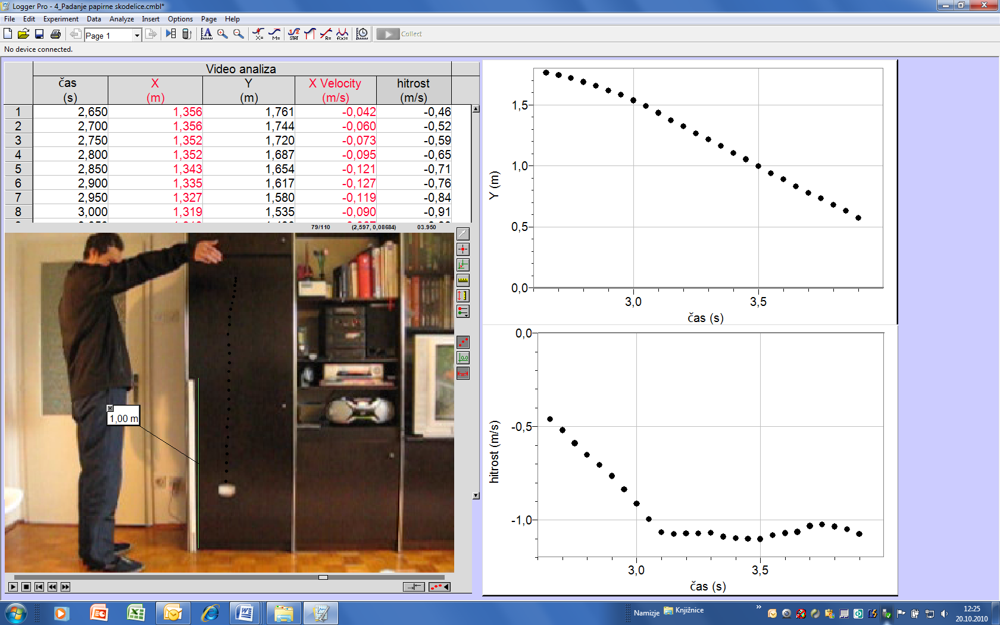 Logger Pro - 4_Padanje papirne skodelice.cmbl*
File Edit Experiment Data Analyze Insert Options Page Help
Page 1
X=
M=
STAT
R=
f(x)=
Collect
No device connected.
Video analiza
čas X Y X Velocity hitrost
(s) (m) (m) (m/s) (m/s)
1 2,650 1,356 1,761 -0,042 -0,46
2 2,700 1,356 1,744 -0,060 -0,52
3 2,750 1,352 1,720 -0,073 -0,59
4 2,800 1,352 1,687 -0,095 -0,65
5 2,850 1,343 1,654 -0,121 -0,71
6 2,900 1,335 1,617 -0,127 -0,76
7 2,950 1,327 1,580 -0,119 -0,84
8 3,000 1,319 1,535 -0,090 -0,91
79/110 (2,597, 0,08684) 03.950
1,00 m
Y (m)
1,5
1,0
0,5
0,0
3,0 3,5
čas (s)
hitrost (m/s)
0,0
-0,5
-1,0
3,0 3,5
čas (s)
Namizje
Knjižnice
12:25
20.10.2010